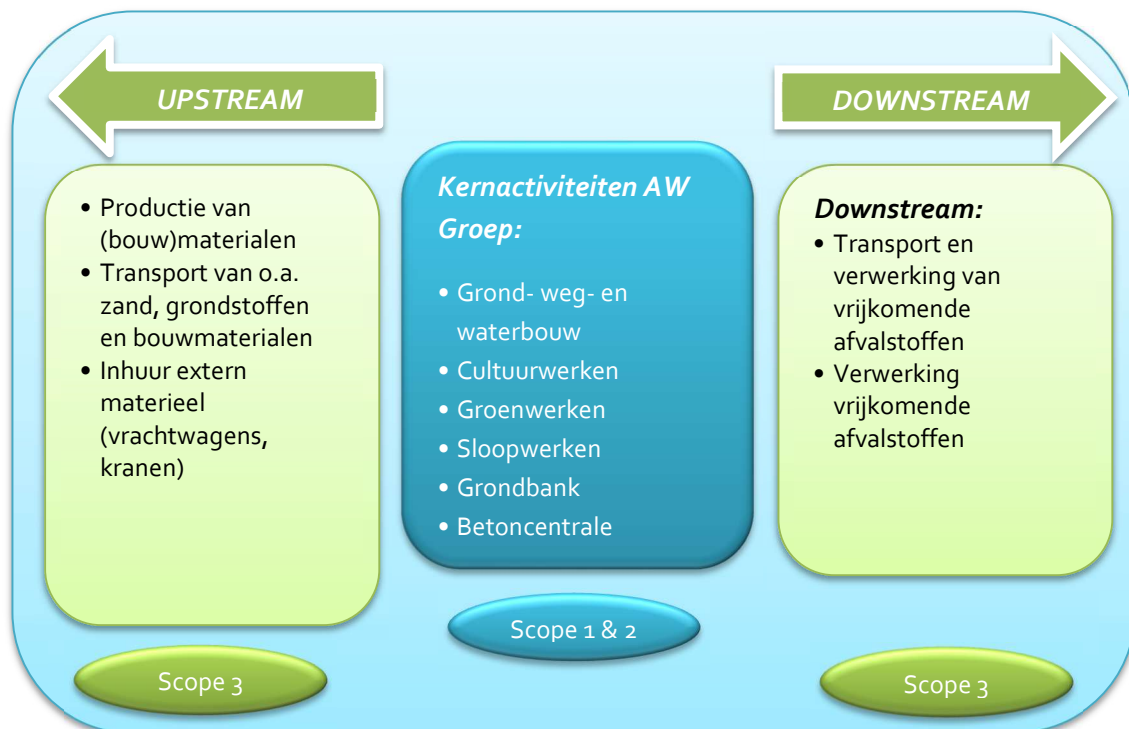 UPSTREAM
DOWNSTREAM
• Productie van
(bouw)materialen
• Transport van o.a.
zand, grondstoffen
en bouwmaterialen
• Inhuur extern
materieel
(vrachtwagens,
kranen)
Scope 3
Kernactiviteiten AW
Groep:
• Grond- weg- en
waterbouw
• Cultuurwerken
• Groenwerken
• Sloopwerken
• Grondbank
• Betoncentrale
Scope 1 & 2
Downstream:
• Transport en
verwerking van
vrijkomende
afvalstoffen
• Verwerking
vrijkomende
afvalstoffen
Scope 3